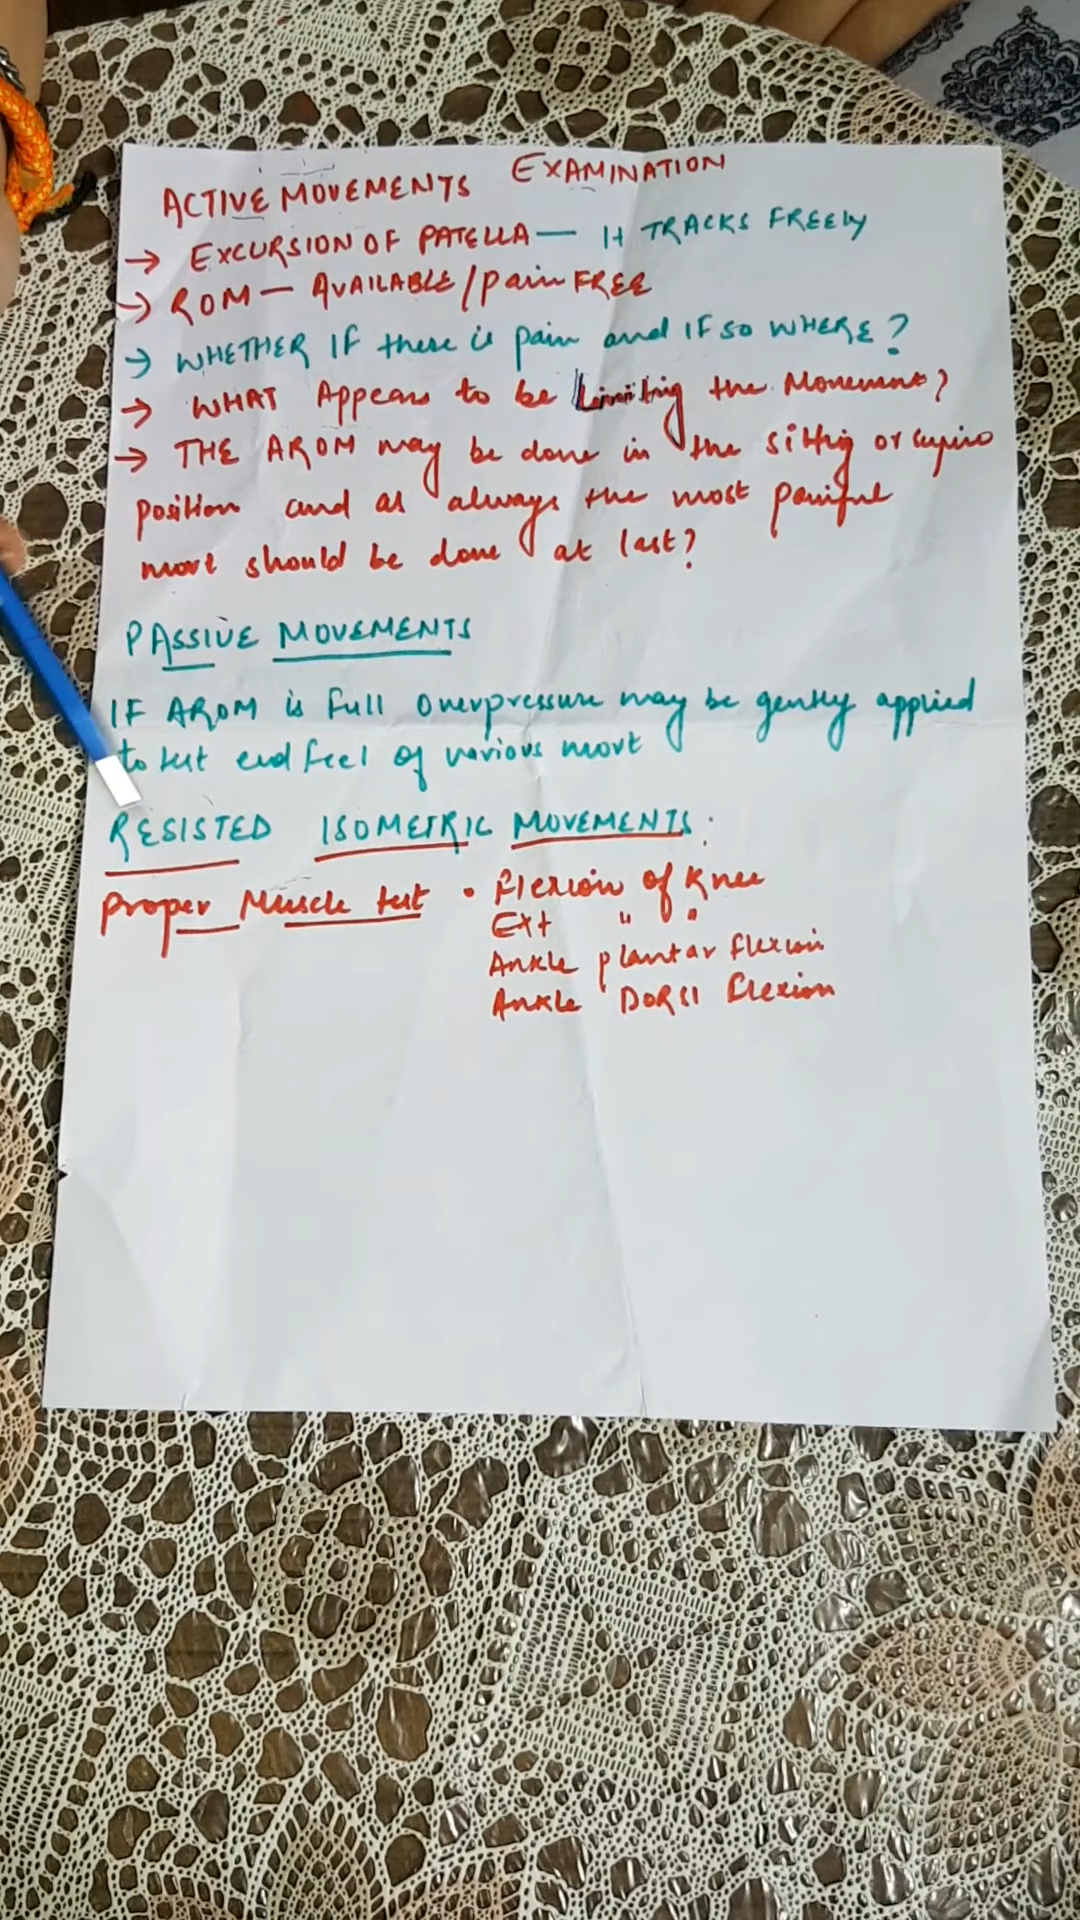 ACTIVE MOVEMENTS EXAMINATION
→ EXCURSION OF PATELLA — It TRACKS FREELY
→ ROM — AVAILABLE / Pain FREE
→ WHETHER IF there is pain and IF SO WHERE?
→ WHAT Appears to be Limiting the Movement?
→ THE AROM may be done in the sitting or supine
position and as always the most painful
movt should be done at last?
PASSIVE MOVEMENTS
IF AROM is full overpressure may be gently applied
to test end feel of various movt
RESISTED ISOMETRIC MOVEMENTS:
Proper Muscle test • flexion of Knee
Ext " "
Ankle plantar flexion
Ankle DORSI flexion